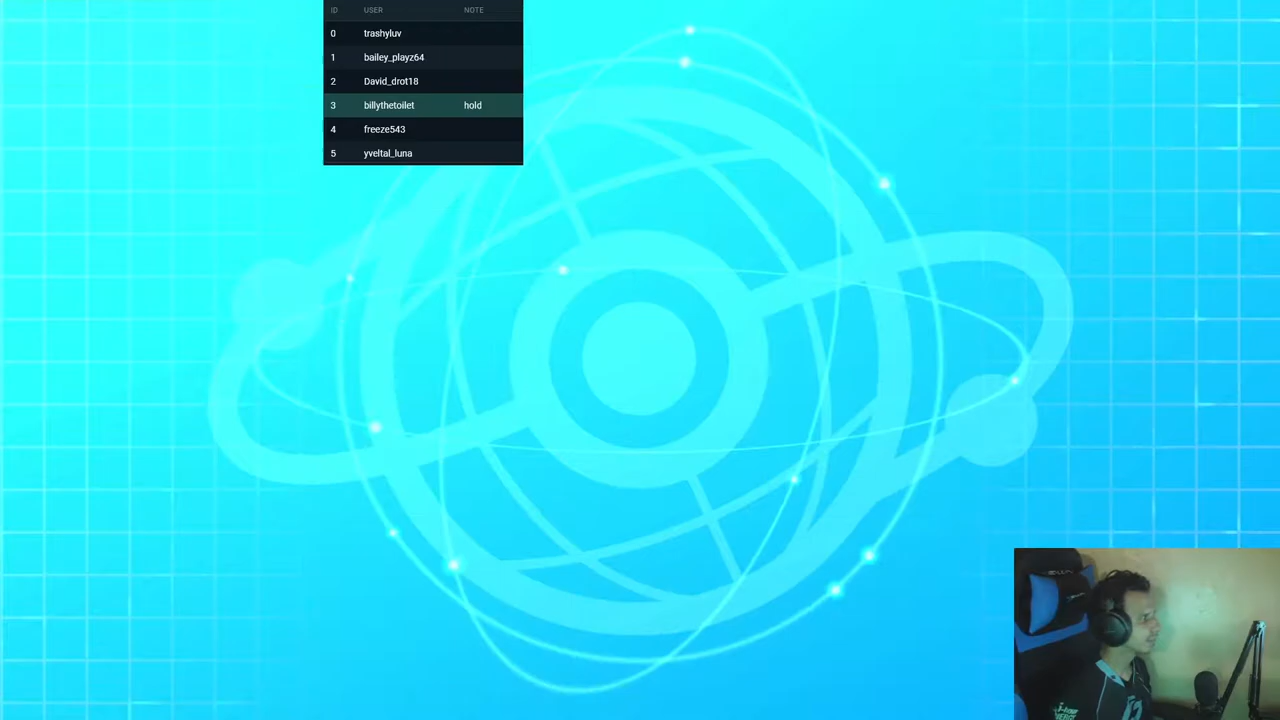 ID USER NOTE
0 trashyluv
1 bailey_playz64
2 David_drot18
3 billythetoilet hold
4 freeze543
5 yveltal_luna